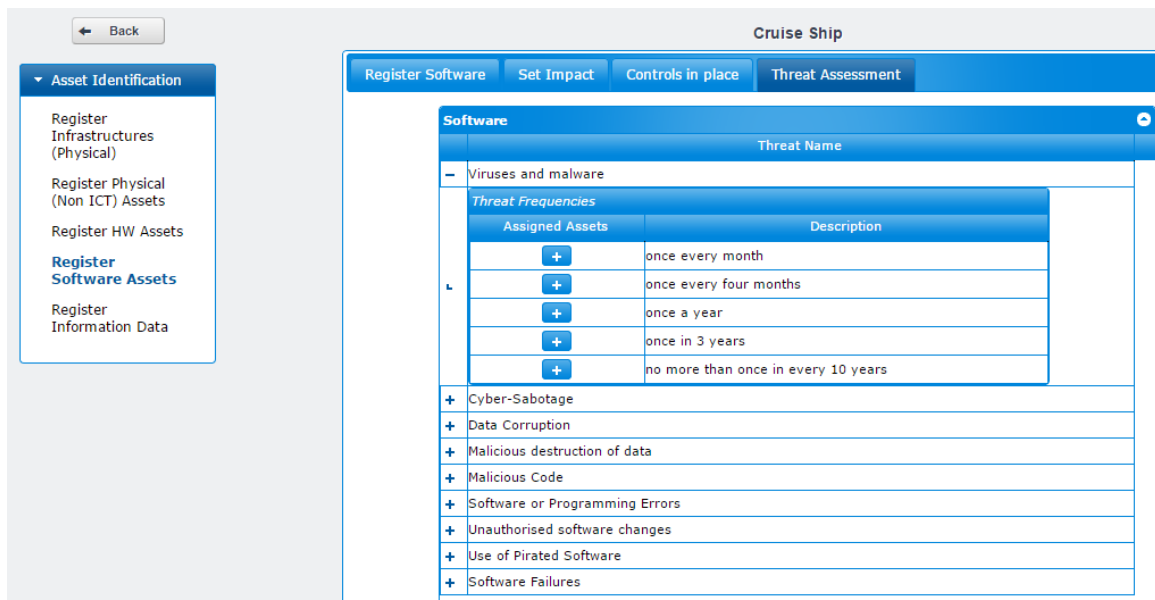 Back
Cruise Ship
Asset Identification
Register
Infrastructures
(Physical)
Register Physical
(Non ICT) Assets
Register HW Assets
Register
Software Assets
Register
Information Data
Register Software
Set Impact
Controls in place
Threat Assessment
Software
Threat Name
Viruses and malware
Threat Frequencies
Assigned Assets Description
once every month
once every four months
once a year
once in 3 years
no more than once in every 10 years
Cyber-Sabotage
Data Corruption
Malicious destruction of data
Malicious Code
Software or Programming Errors
Unauthorised software changes
Use of Pirated Software
Software Failures